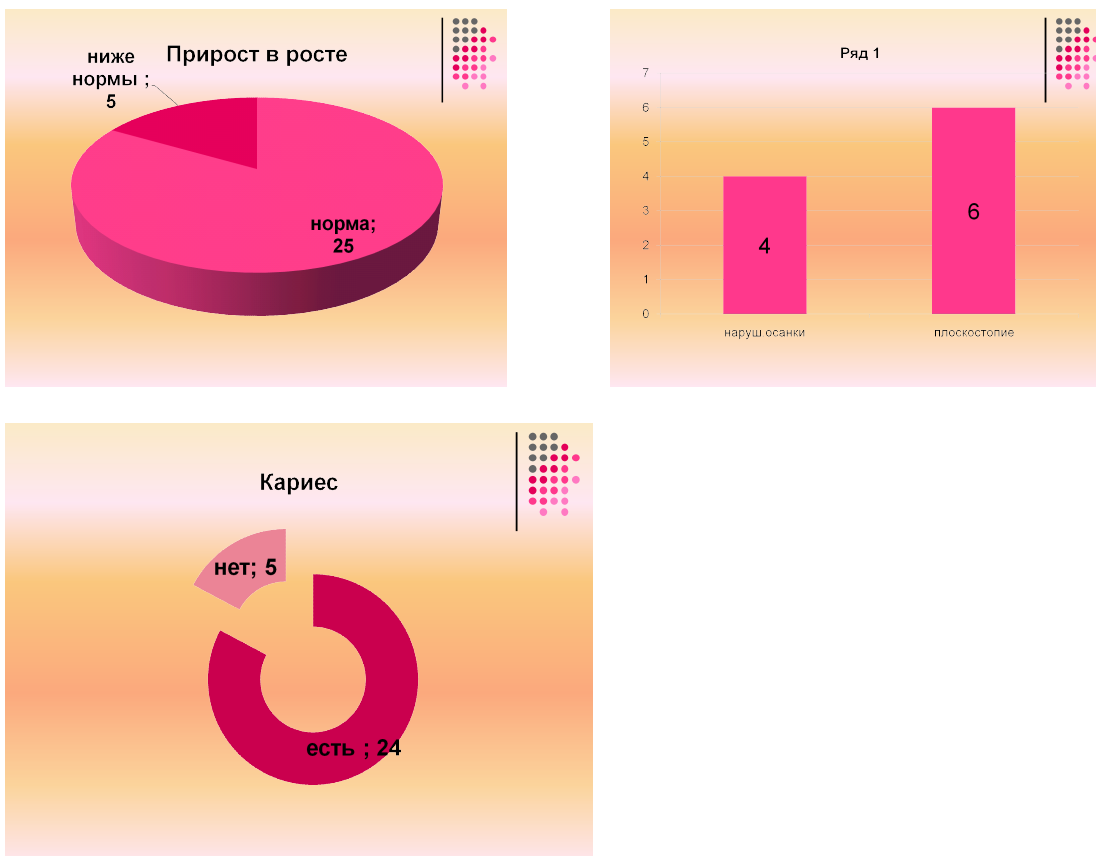 Прирост в росте
ниже
нормы ;
5
норма;
25
Ряд 1
7
6
5
4
3
2
1
0
4
6
наруш осанки
плоскостопие
Кариес
нет; 5
есть ; 24